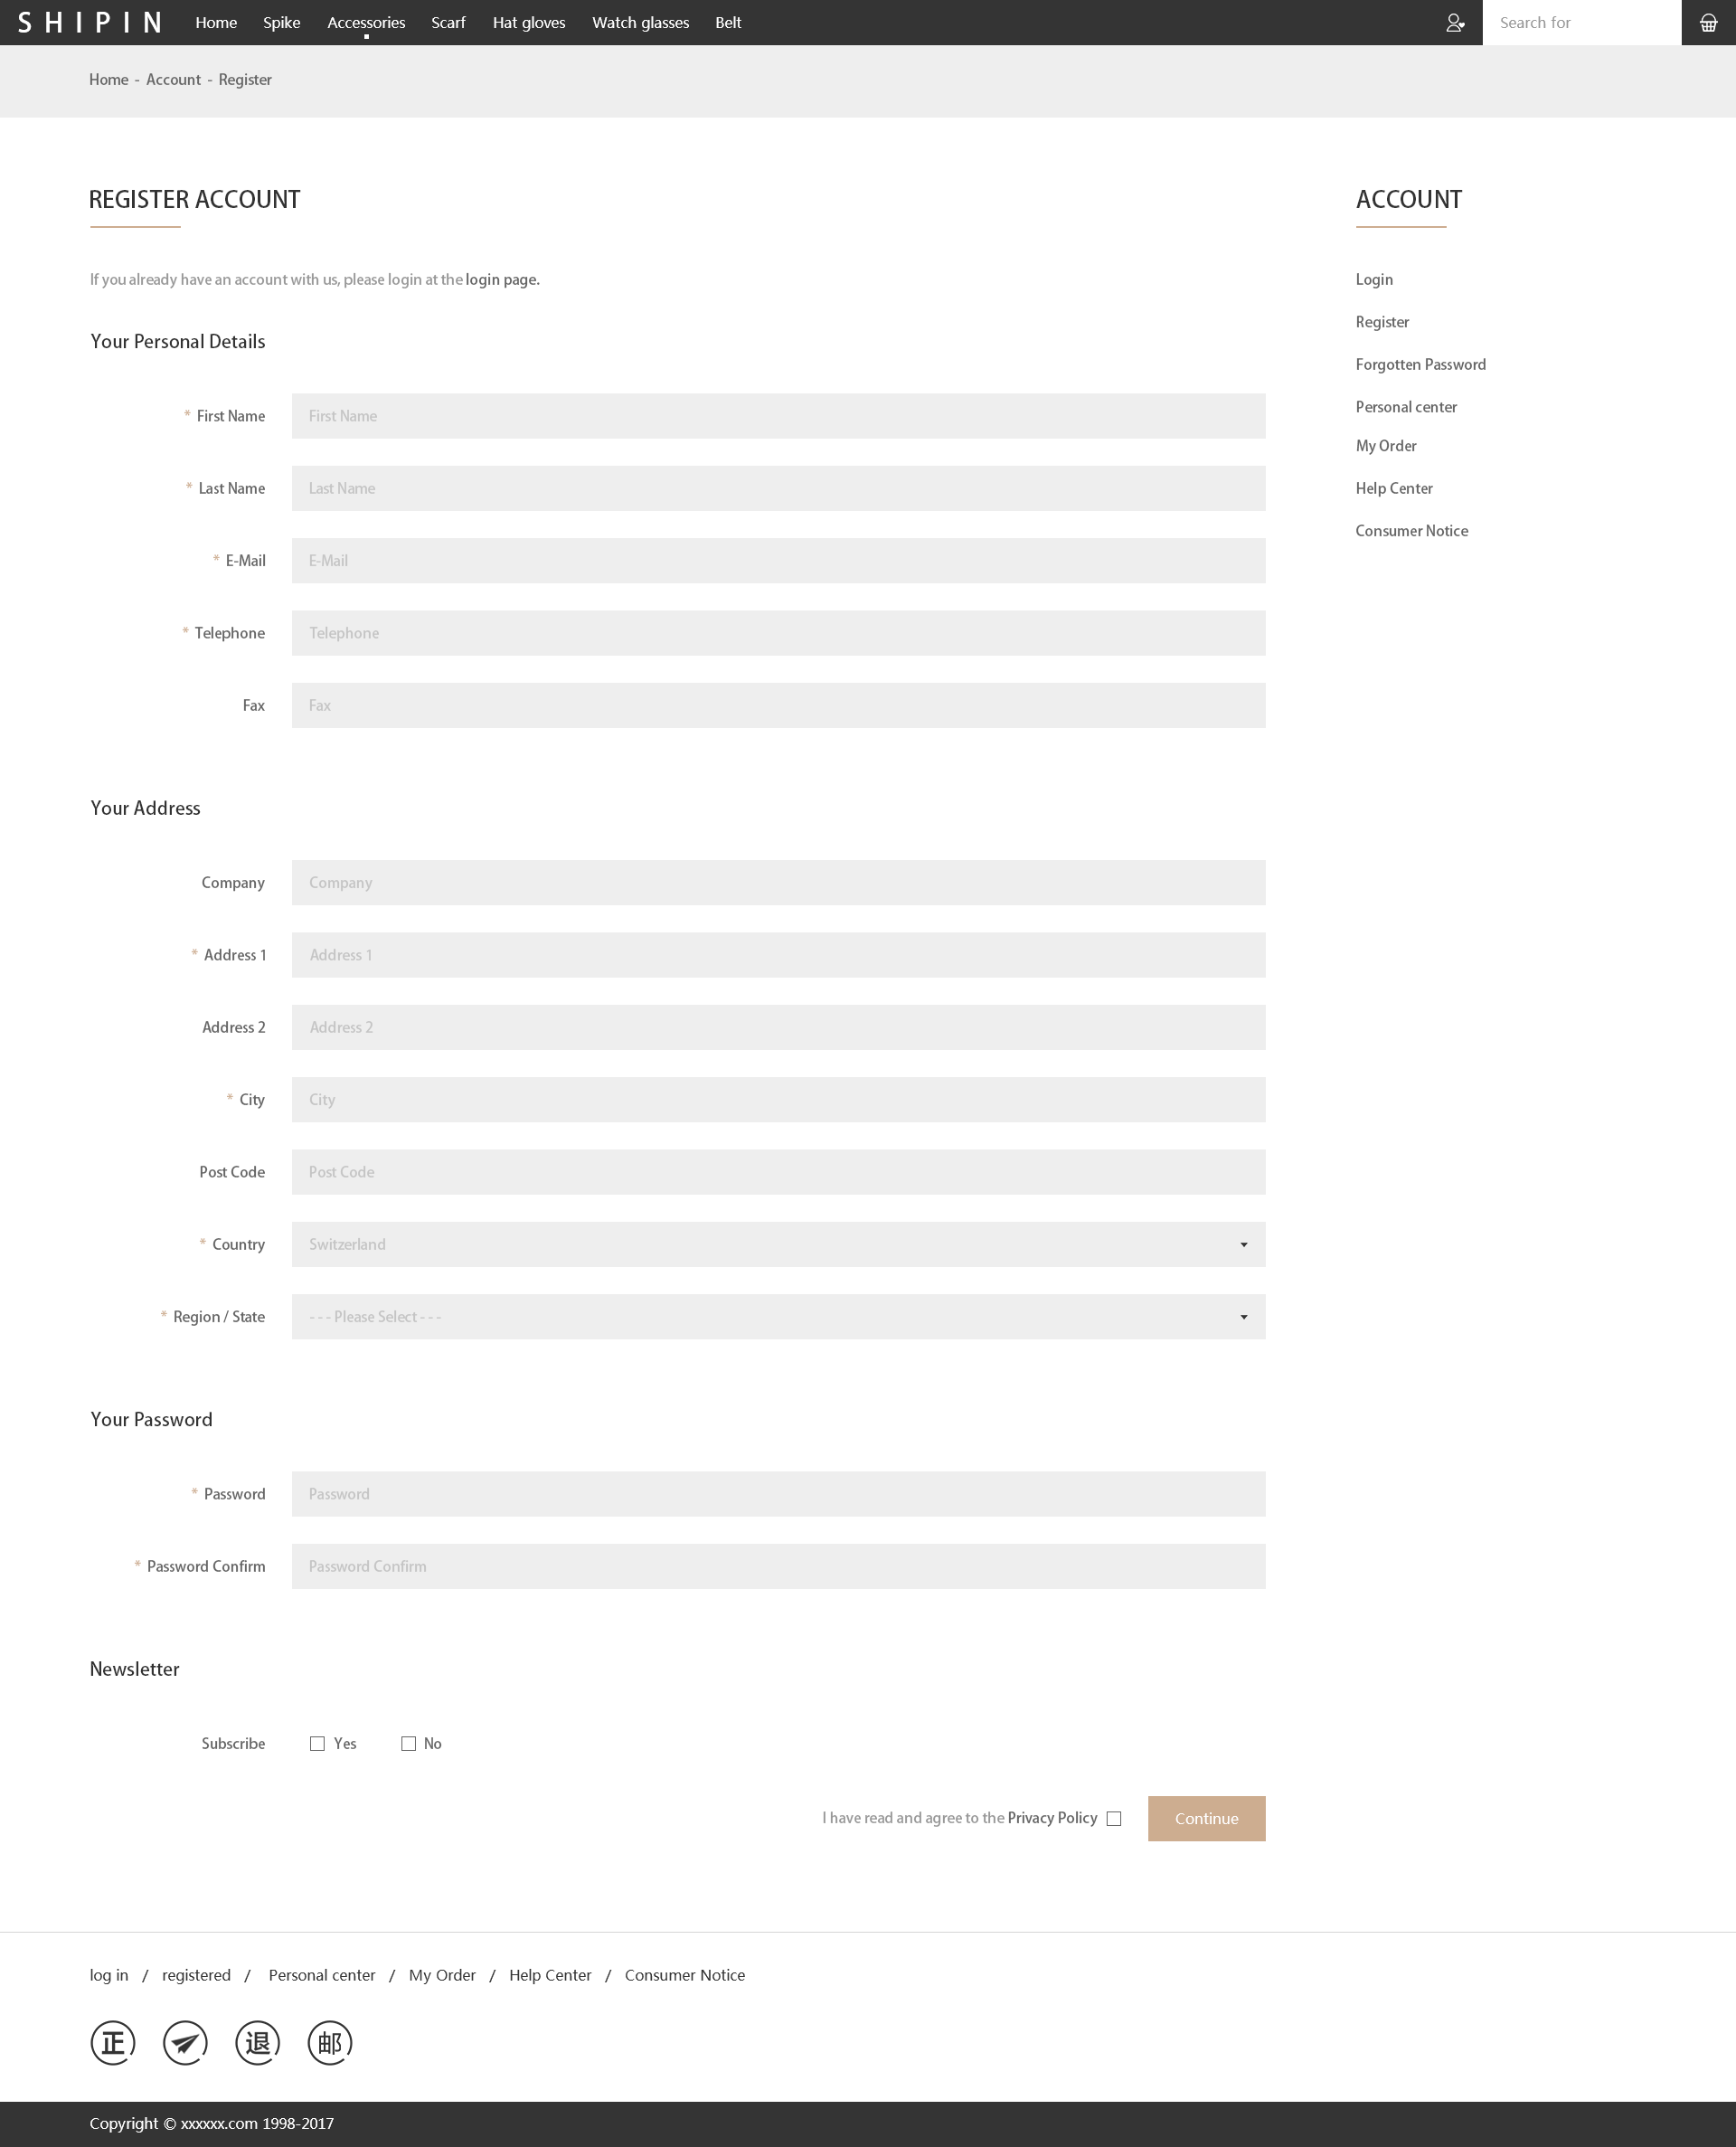 SHIPIN Home Spike Accessories Scarf Hat gloves Watch glasses Belt Search for
Home - Account - Register
REGISTER ACCOUNT
If you already have an account with us, please login at the login page.
Your Personal Details
* First Name First Name
* Last Name Last Name
* E-Mail E-Mail
* Telephone Telephone
Fax Fax
Your Address
Company Company
* Address 1 Address 1
Address 2 Address 2
* City City
Post Code Post Code
* Country Switzerland
* Region / State - - - Please Select - - -
Your Password
* Password Password
* Password Confirm Password Confirm
Newsletter
Subscribe Yes No
I have read and agree to the Privacy Policy Continue
ACCOUNT
Login
Register
Forgotten Password
Personal center
My Order
Help Center
Consumer Notice
log in / registered / Personal center / My Order / Help Center / Consumer Notice
正 退 邮
Copyright © xxxxxx.com 1998-2017